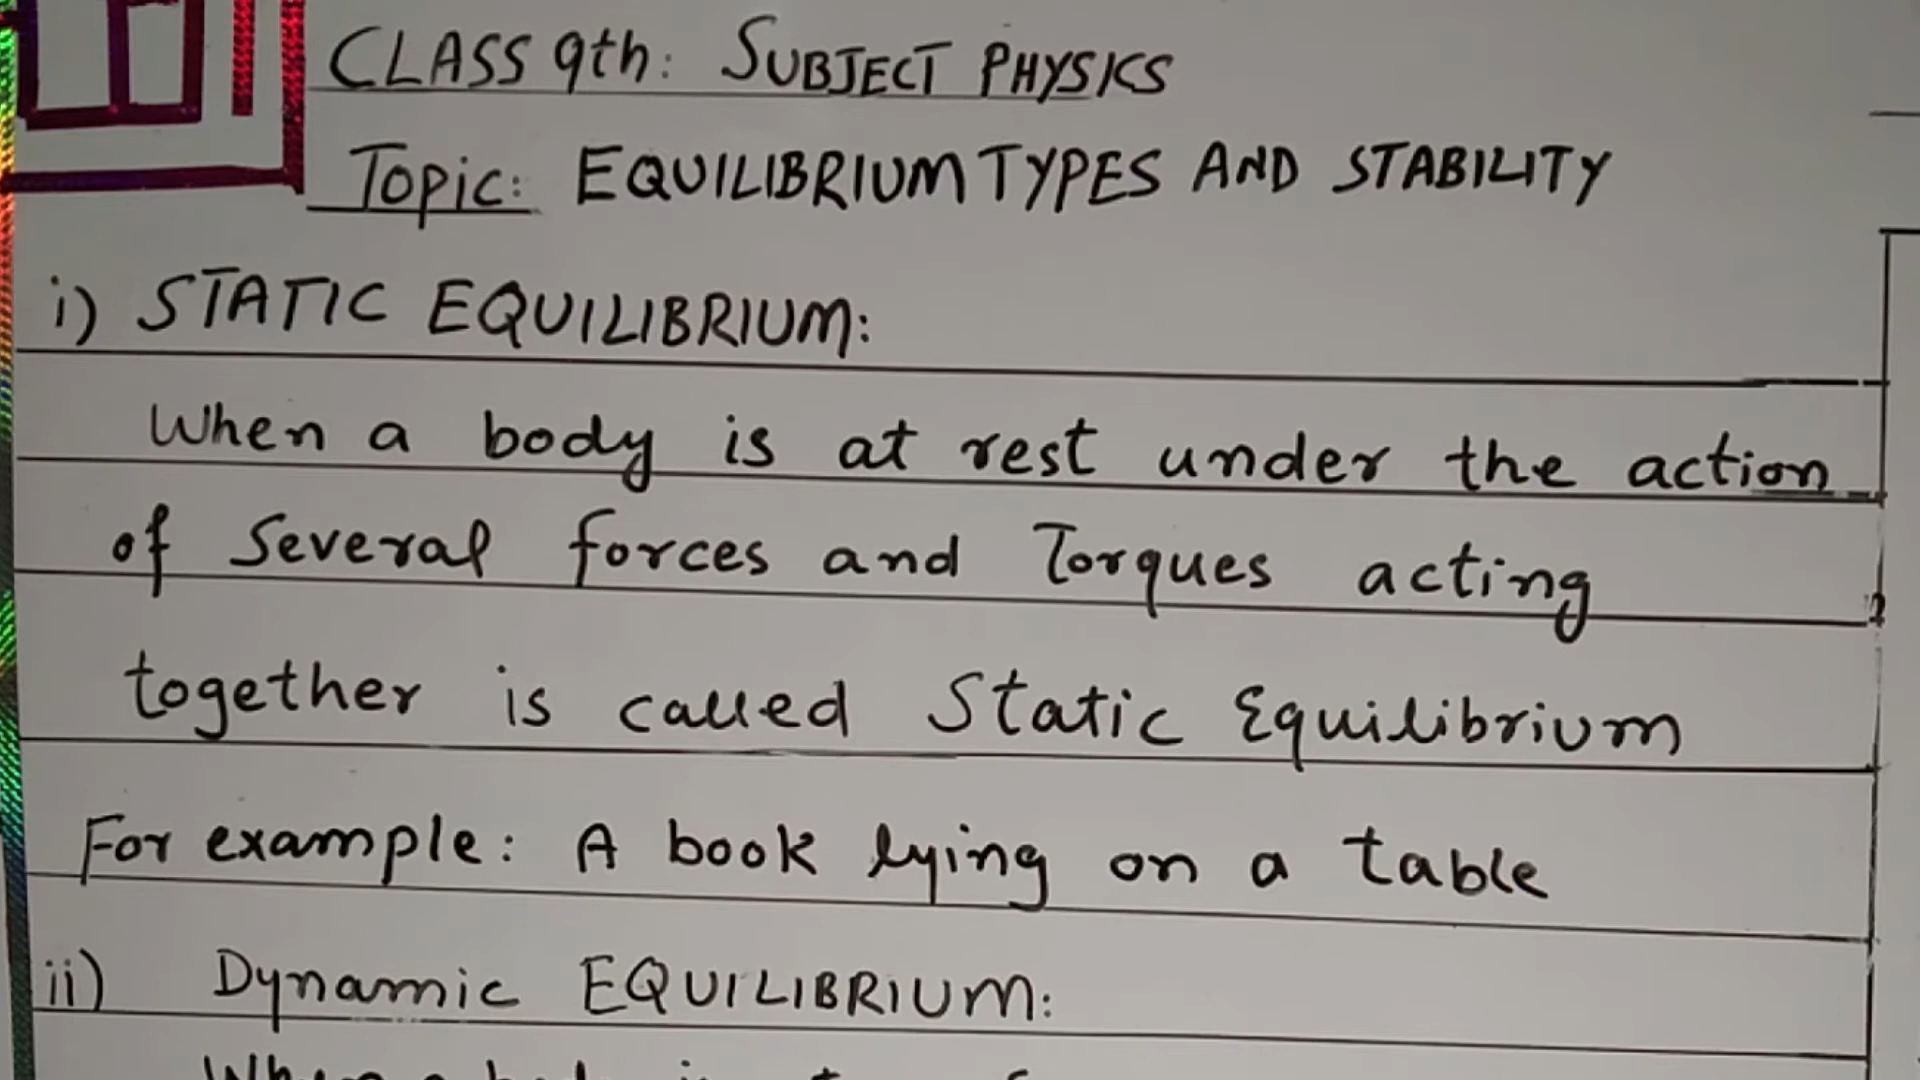 CLASS 9th: SUBJECT PHYSICS
Topic: EQUILIBRIUM TYPES AND STABILITY
i) STATIC EQUILIBRIUM:
When a body is at rest under the action
of Several forces and Torques acting
together is called Static Equilibrium
For example: A book lying on a table
ii) Dynamic EQUILIBRIUM: